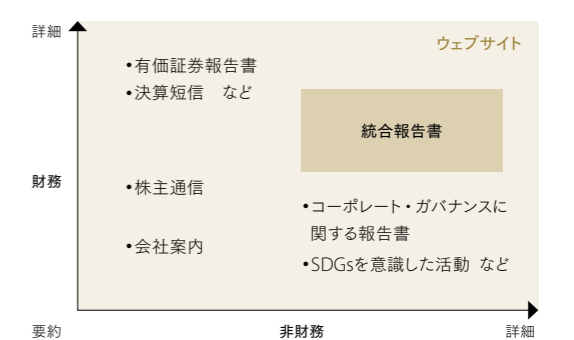 詳細
ウェブサイト
•有価証券報告書
•決算短信 など
統合報告書
財務
•株主通信
•コーポレート・ガバナンスに
関する報告書
•会社案内
•SDGsを意識した活動 など
要約
非財務
詳細